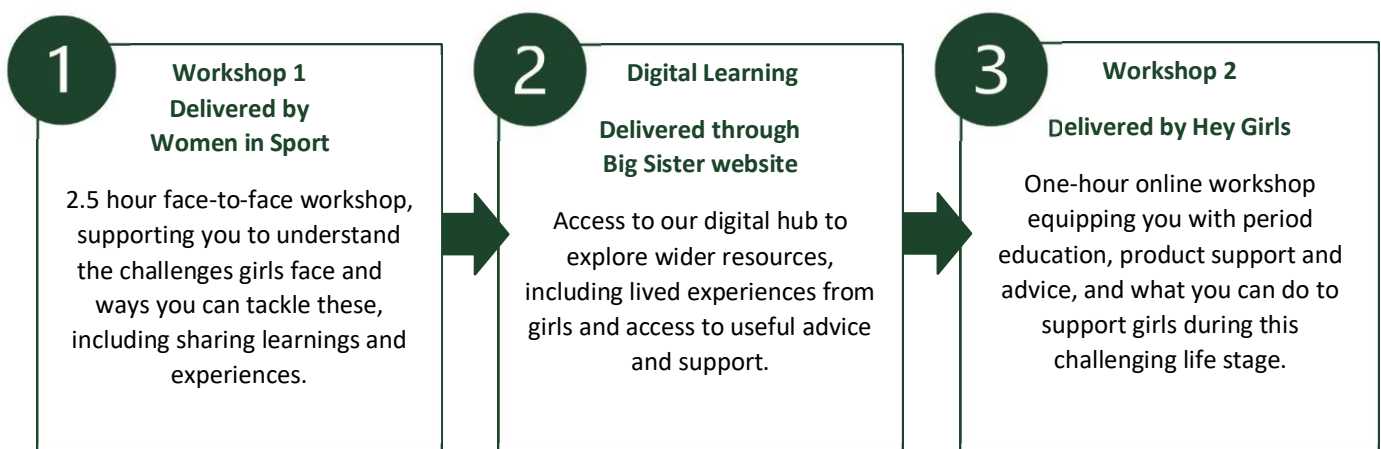 1
Workshop 1
Delivered by
Women in Sport
2.5 hour face-to-face workshop,
supporting you to understand
the challenges girls face and
ways you can tackle these,
including sharing learnings and
experiences.
2
Digital Learning
Delivered through
Big Sister website
Access to our digital hub to
explore wider resources,
including lived experiences from
girls and access to useful advice
and support.
3
Workshop 2
Delivered by Hey Girls
One-hour online workshop
equipping you with period
education, product support and
advice, and what you can do to
support girls during this
challenging life stage.